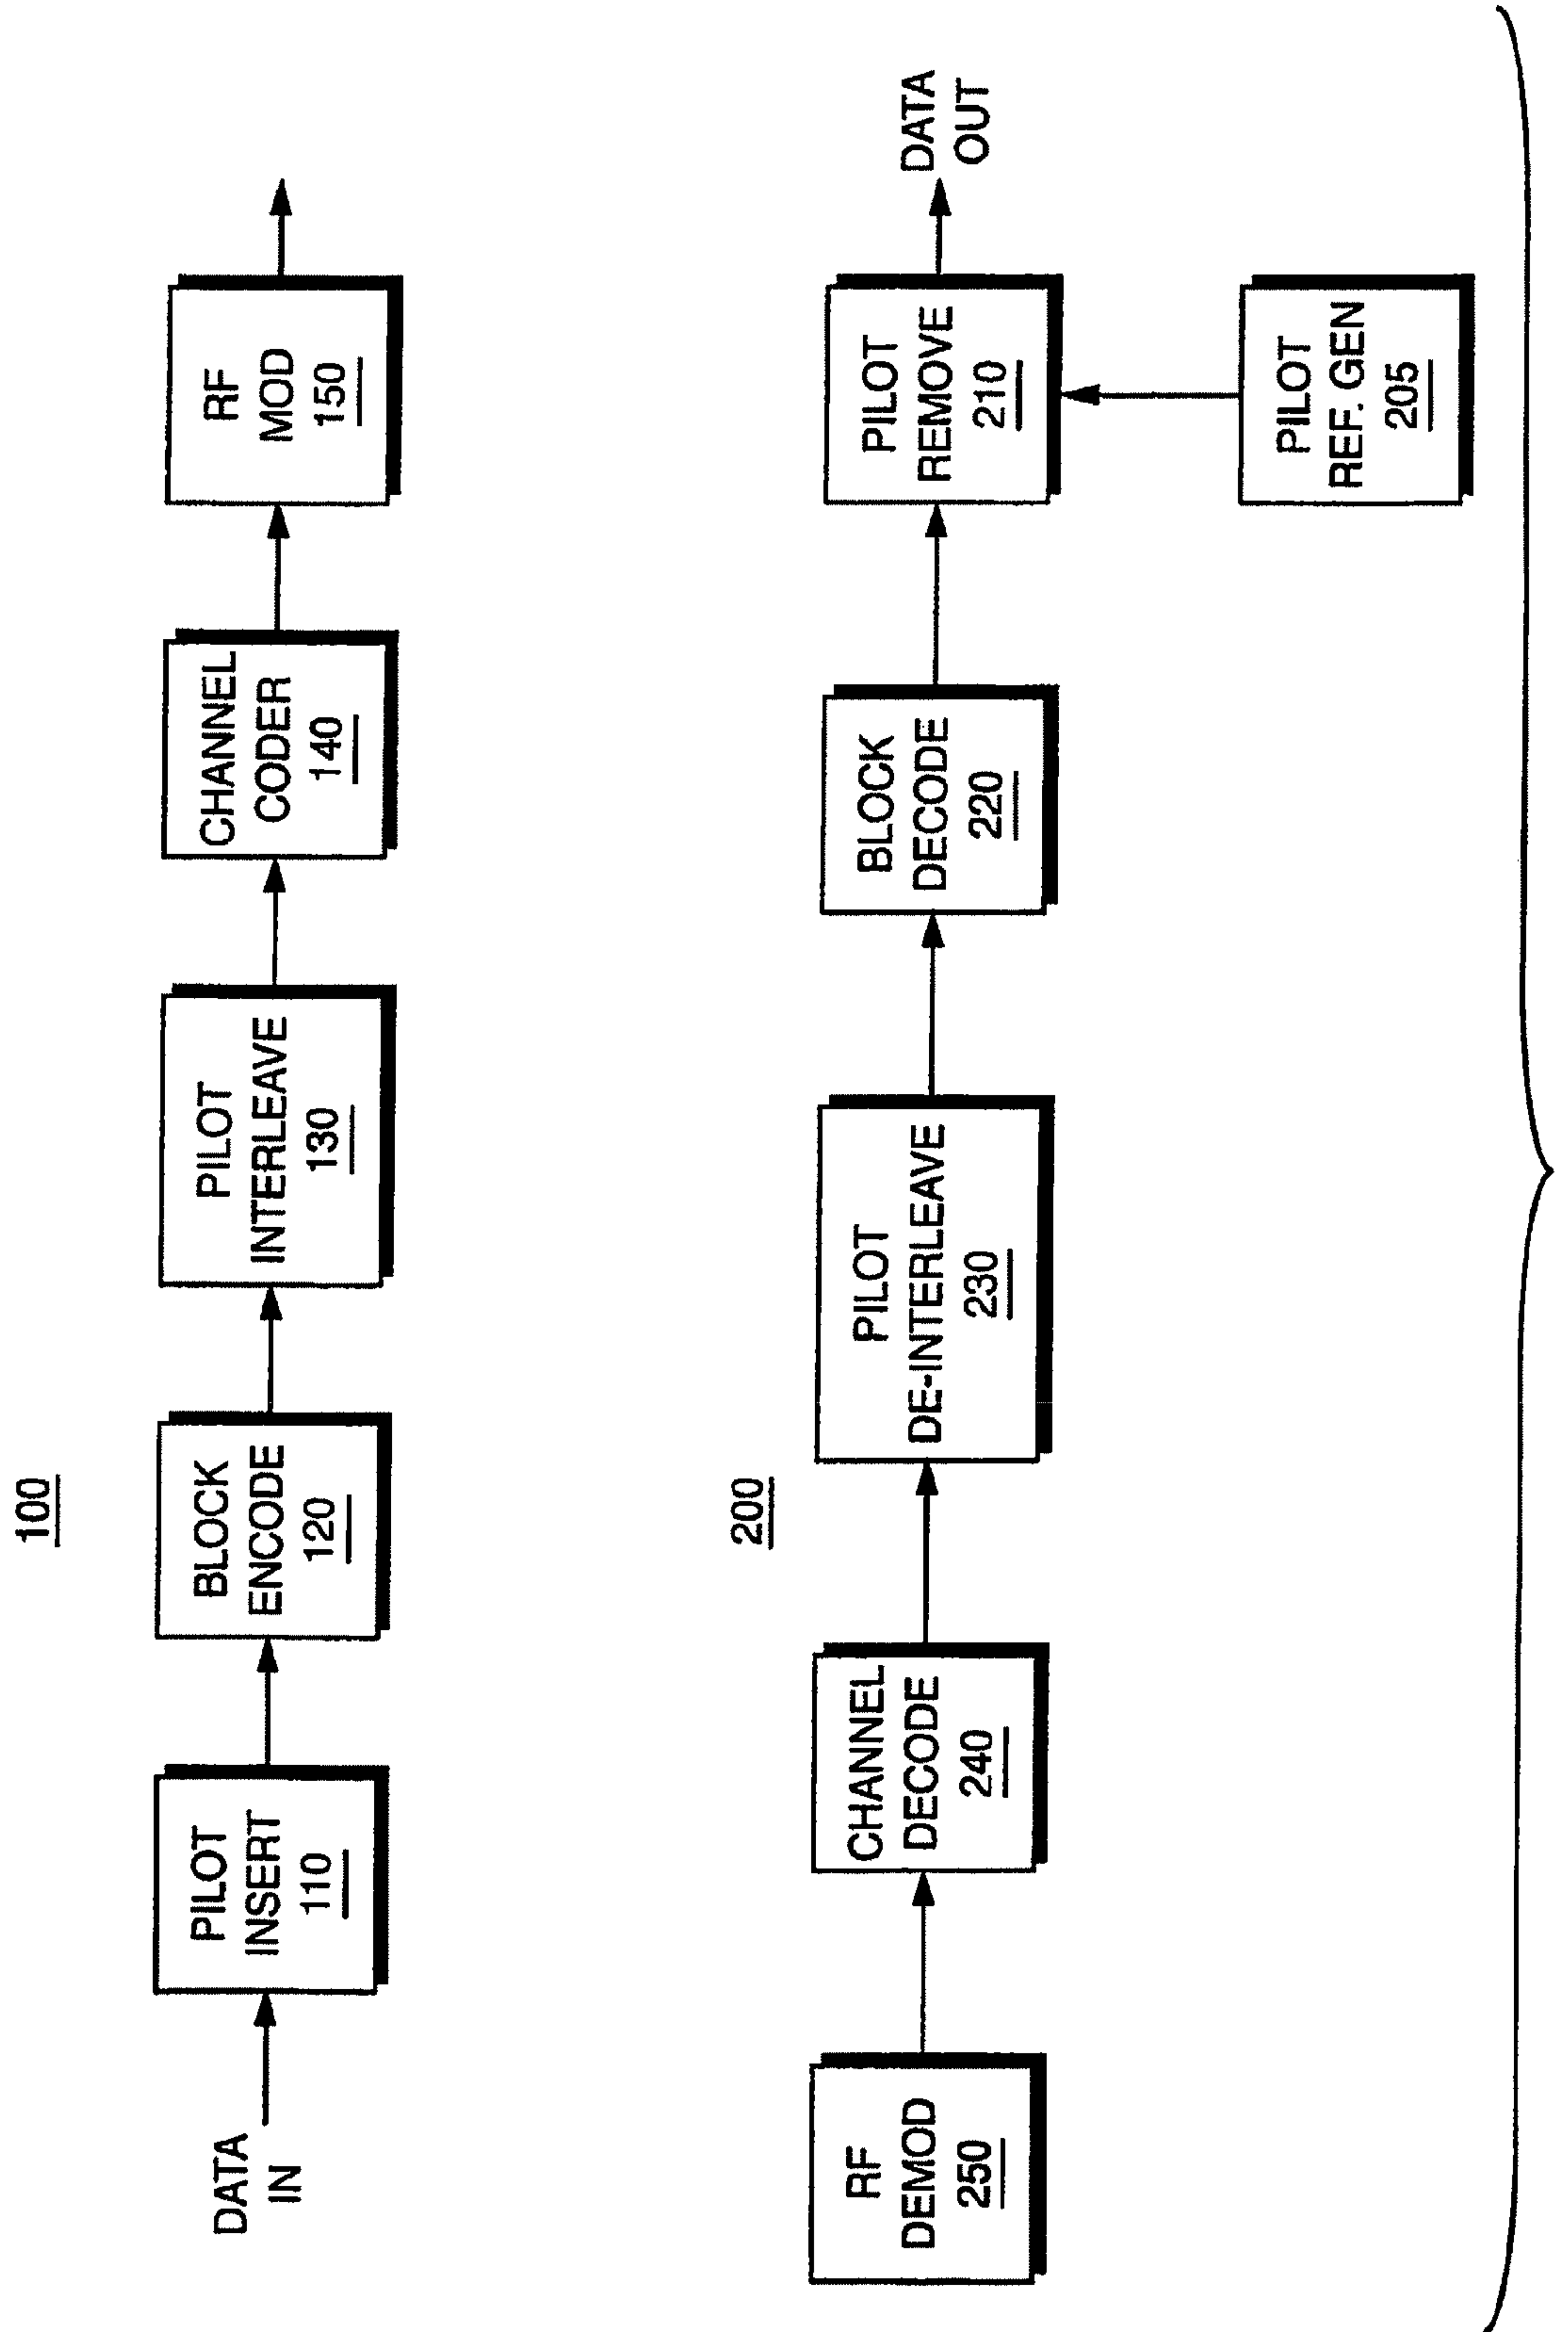 100
DATA
IN
PILOT
INSERT
110
BLOCK
ENCODE
120
PILOT
INTERLEAVE
130
CHANNEL
CODER
140
RF
MOD
150
200
RF
DEMOD
250
CHANNEL
DECODE
240
PILOT
DE-INTERLEAVE
230
BLOCK
DECODE
220
PILOT
REMOVE
210
DATA
OUT
PILOT
REF. GEN
205